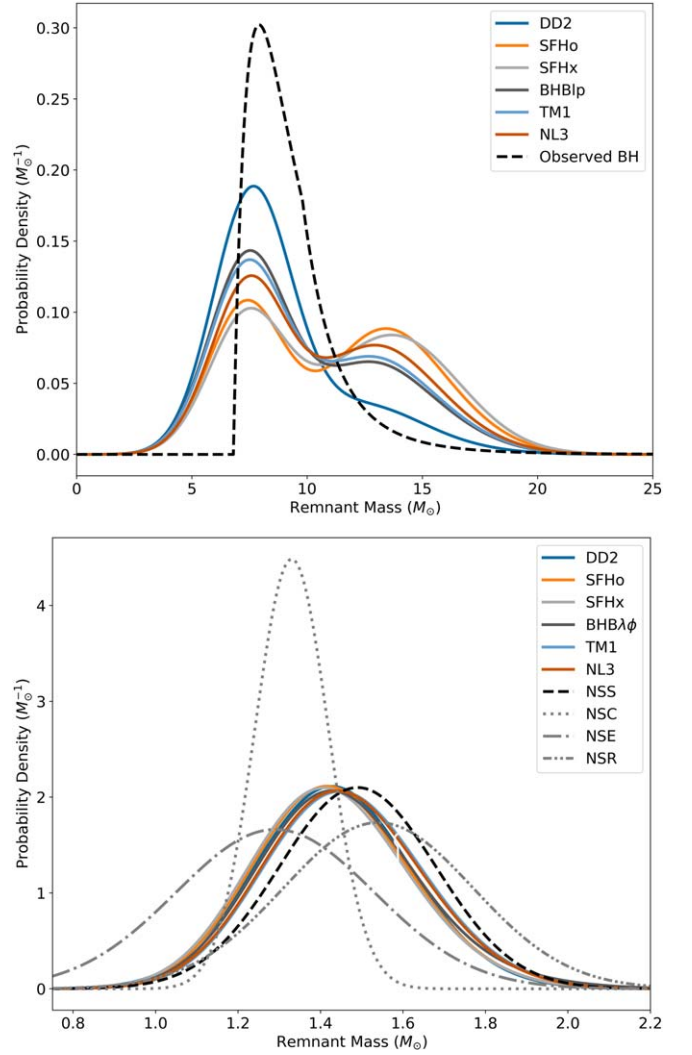 0.30
0.25
0.20
0.15
0.10
0.05
0.00
Probability Density (M⊙⁻¹)
DD2
SFHo
SFHx
BHBlp
TM1
NL3
Observed BH
0 5 10 15 20 25
Remnant Mass (M⊙)
4
3
2
1
0
Probability Density (M⊙⁻¹)
DD2
SFHo
SFHx
BHBλϕ
TM1
NL3
NSS
NSC
NSE
NSR
0.8 1.0 1.2 1.4 1.6 1.8 2.0 2.2
Remnant Mass (M⊙)